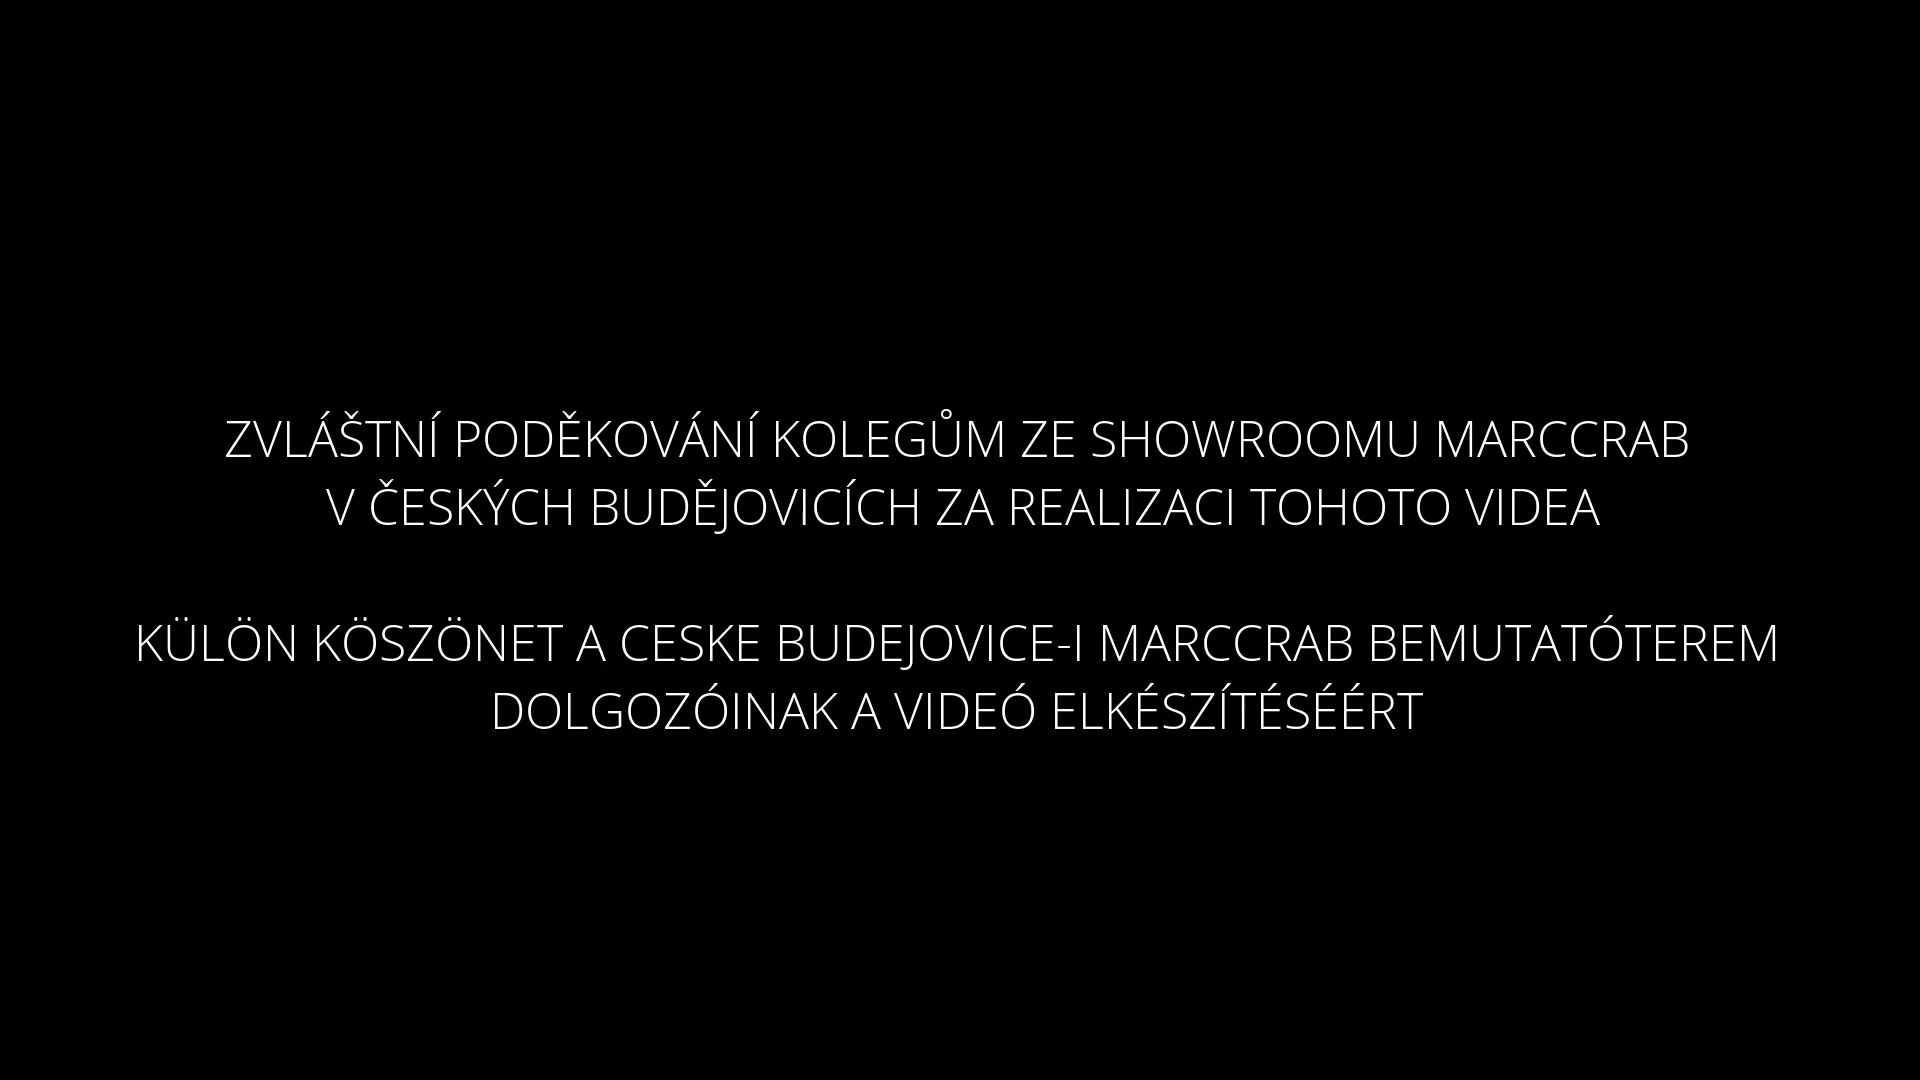 ZVLÁŠTNÍ PODĚKOVÁNÍ KOLEGŮM ZE SHOWROOMU MARCCRAB
V ČESKÝCH BUDĚJOVICÍCH ZA REALIZACI TOHOTO VIDEA
KÜLÖN KÖSZÖNET A CESKE BUDEJOVICE-I MARCCRAB BEMUTATÓTEREM
DOLGOZÓINAK A VIDEÓ ELKÉSZÍTÉSÉÉRT